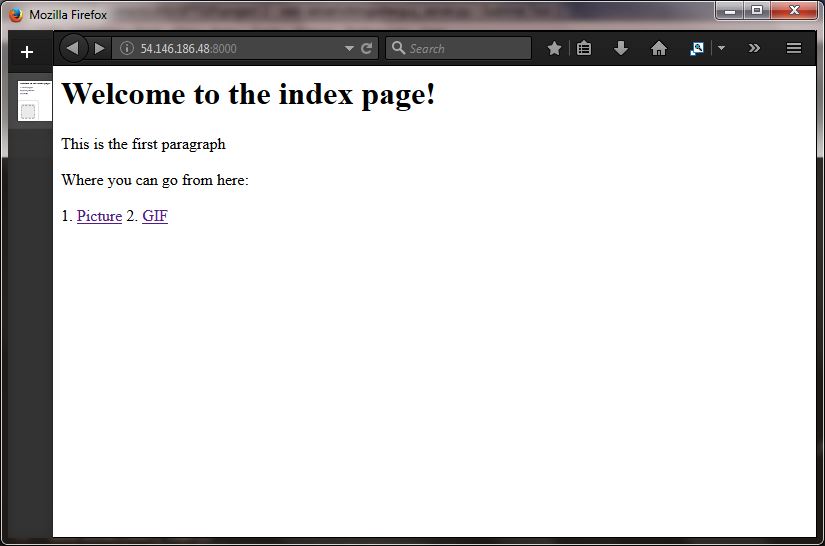 Mozilla Firefox
54.146.186.48:8000
Search
Welcome to the index page!
This is the first paragraph
Where you can go from here:
1. Picture 2. GIF